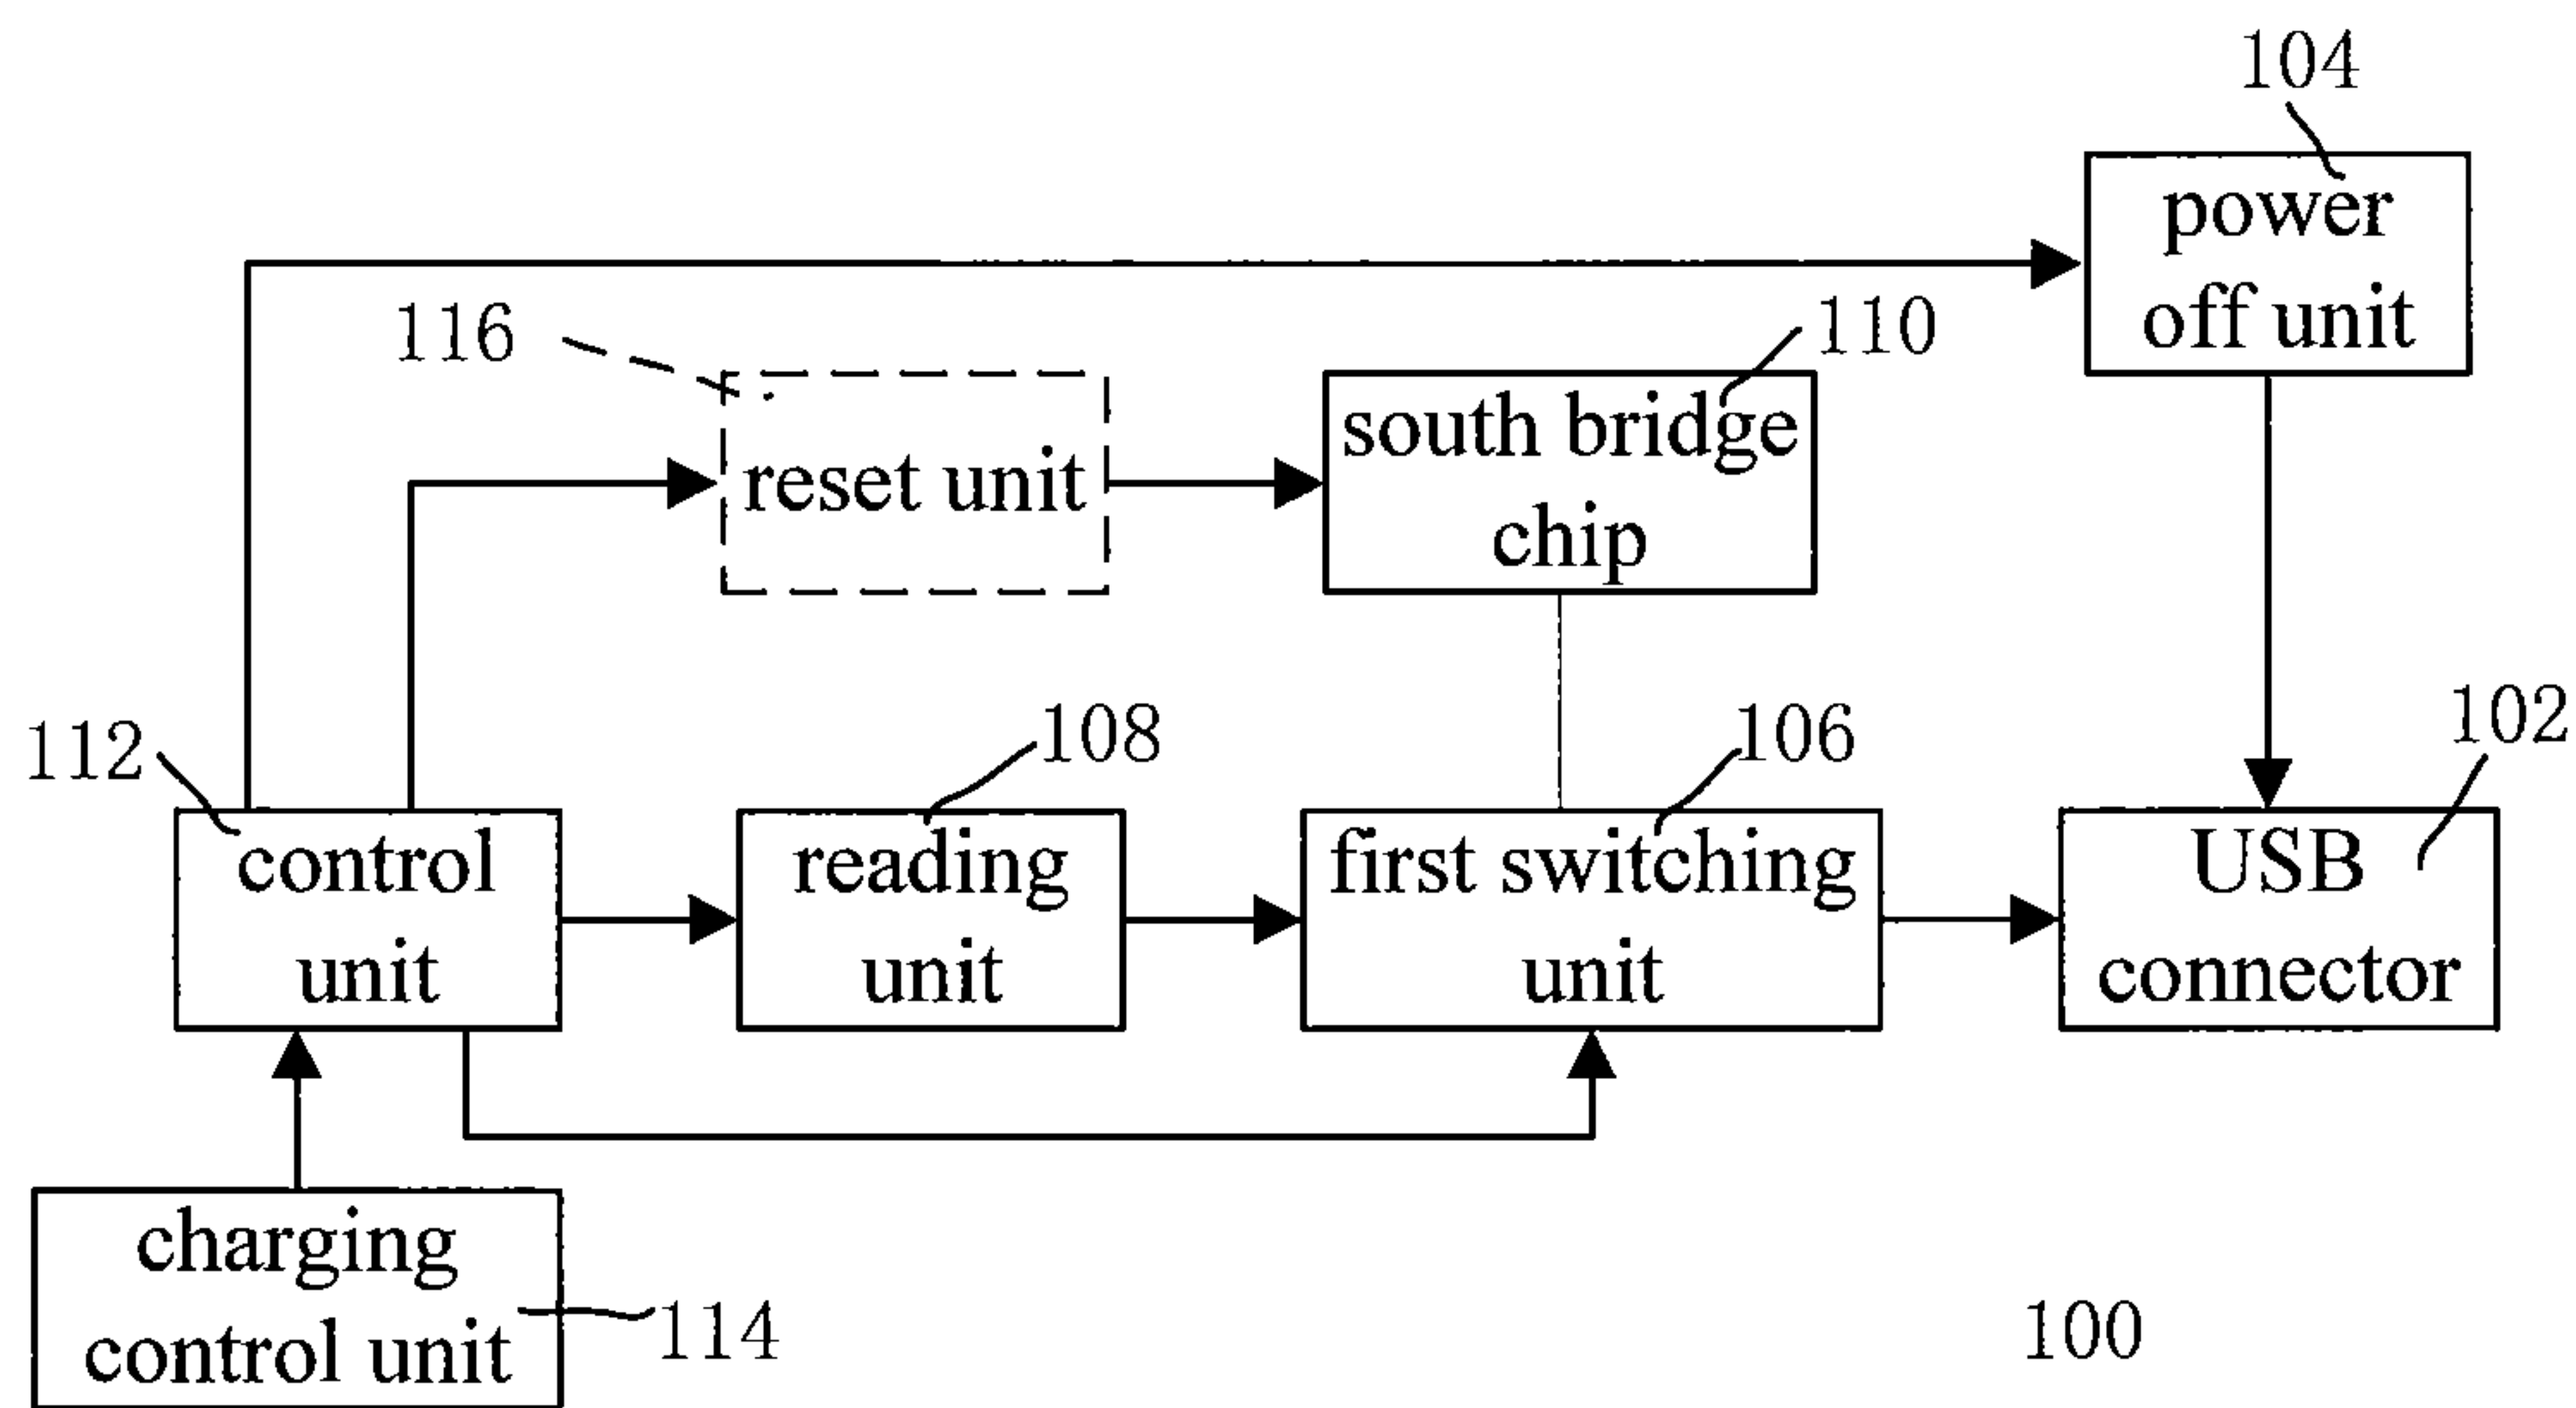 104
power
off unit
116
110
reset unit
south bridge
chip
112
108
106
102
control
unit
reading
unit
first switching
unit
USB
connector
charging
control unit
114
100